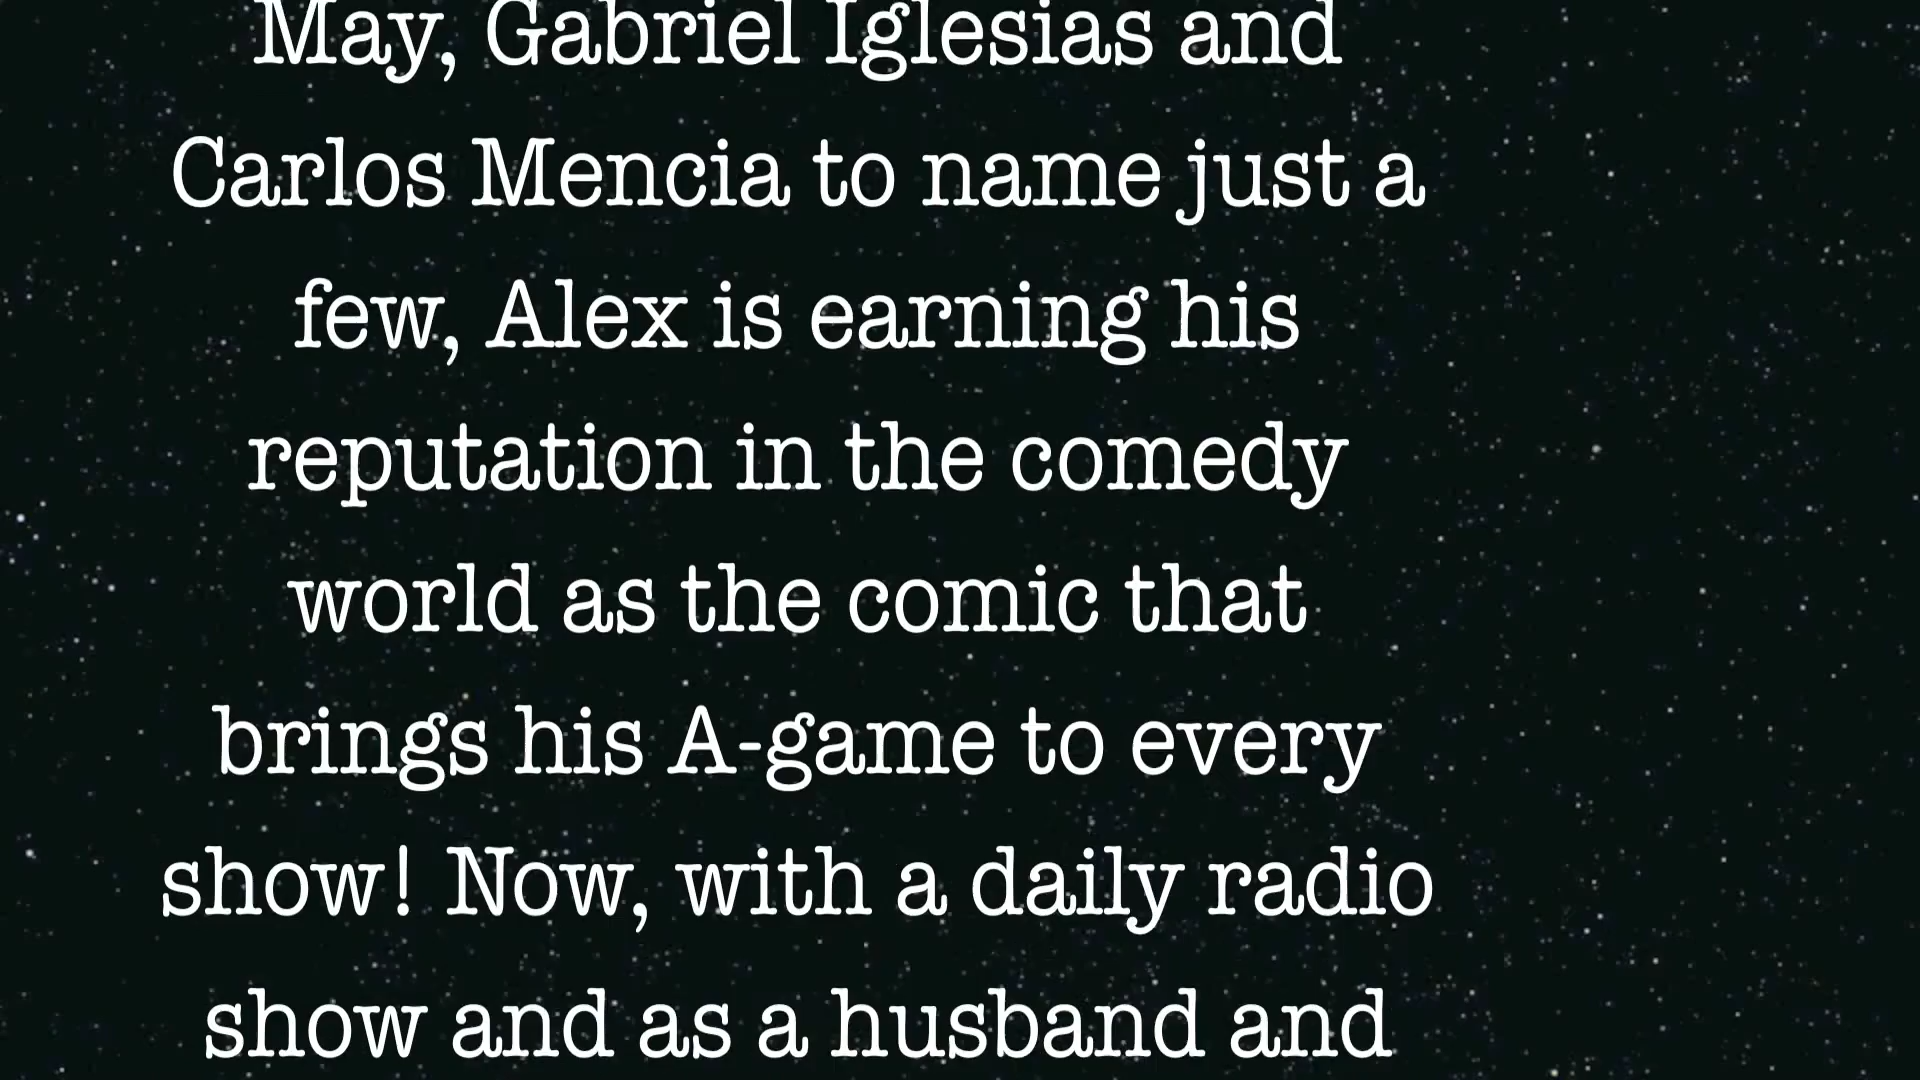 May, Gabriel Iglesias and
Carlos Mencia to name just a
few, Alex is earning his
reputation in the comedy
world as the comic that
brings his A-game to every
show! Now, with a daily radio
show and as a husband and